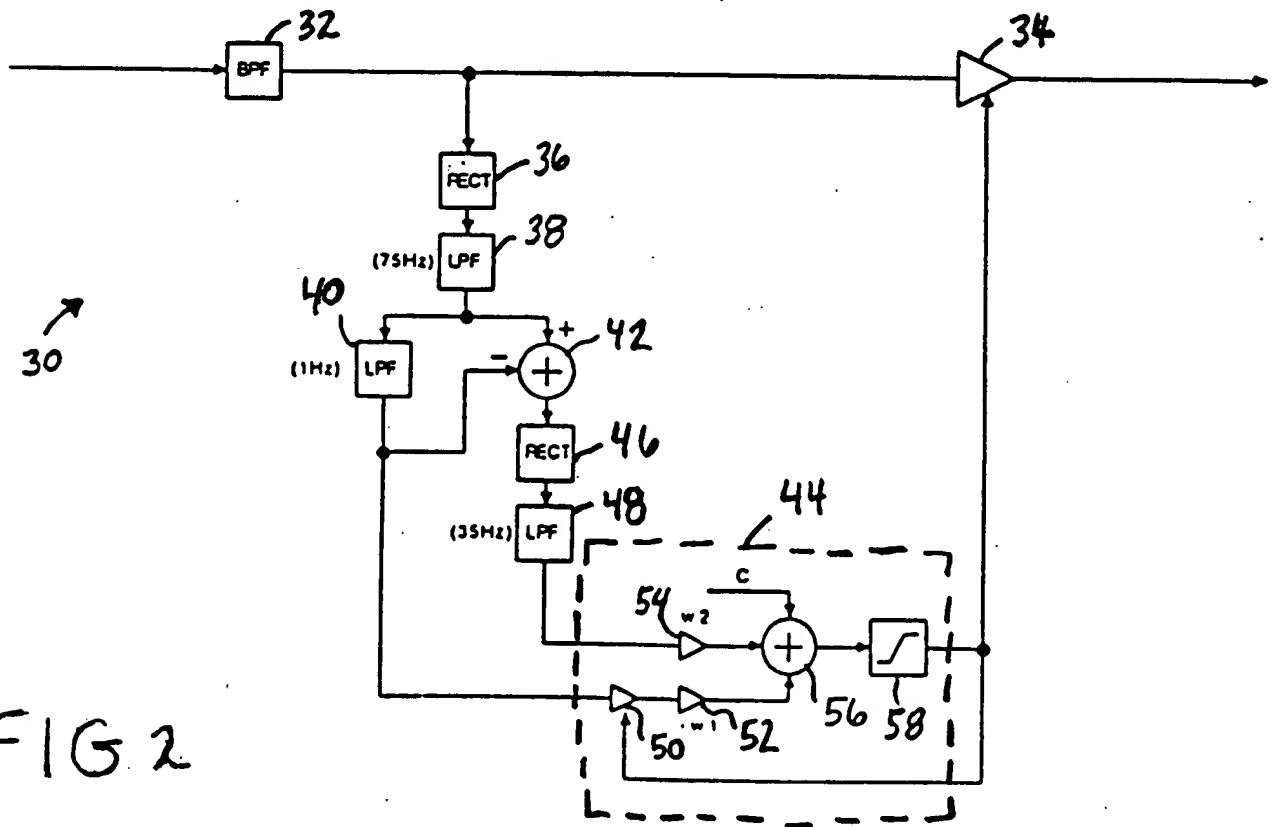 32
BPF
34
RECT
36
(75Hz) LPF
38
40
+
42
30
(1Hz) LPF
-
+
RECT
46
(35Hz) LPF
48
44
C
54
w2
+
50
w1
52
56
58
FIG 2